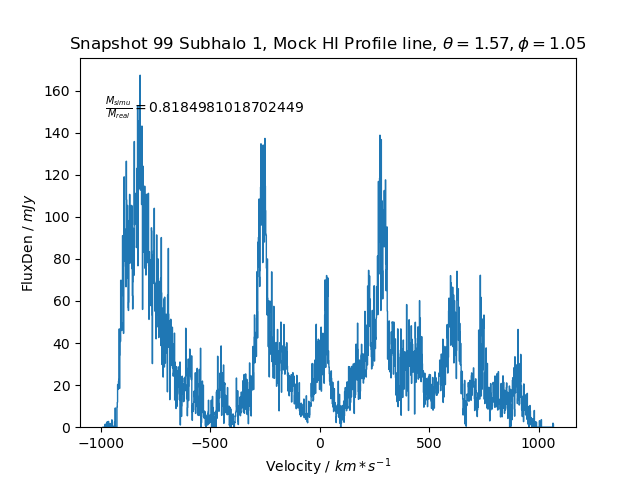 Snapshot 99 Subhalo 1, Mock HI Profile line, θ = 1.57, ϕ = 1.05
M_simu/M_real = 0.8184981018702449
FluxDen / mJy
160
140
120
100
80
60
40
20
0
−1000 −500 0 500 1000
Velocity / km * s⁻¹